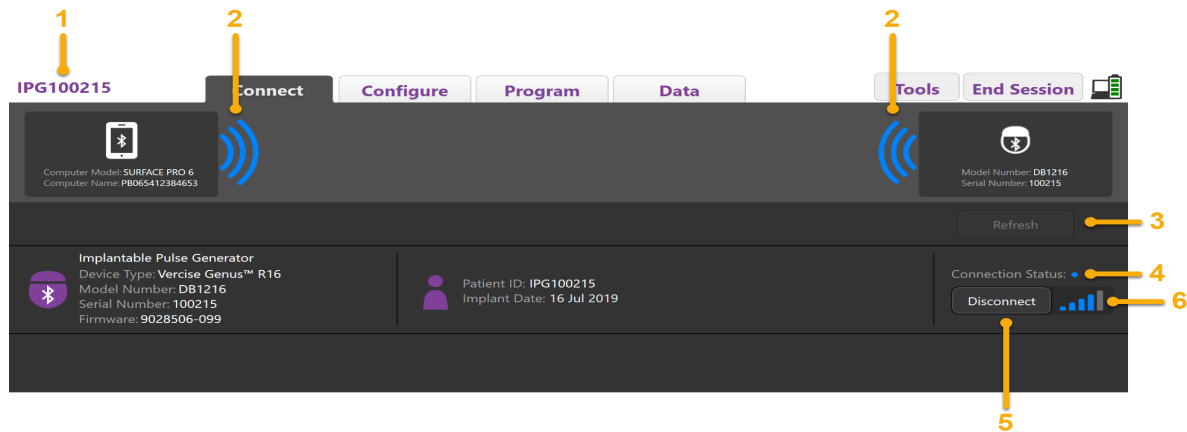 1
2
2
IPG100215
Connect
Configure
Program
Data
Tools
End Session
Computer Model: SURFACE PRO 6
Computer Name: PB065412384653
Model Number: DB1216
Serial Number: 100215
Refresh
3
Implantable Pulse Generator
Device Type: Vercise Genus™ R16
Model Number: DB1216
Serial Number: 100215
Firmware: 9028506-099
Patient ID: IPG100215
Implant Date: 16 Jul 2019
Connection Status:
4
Disconnect
6
5